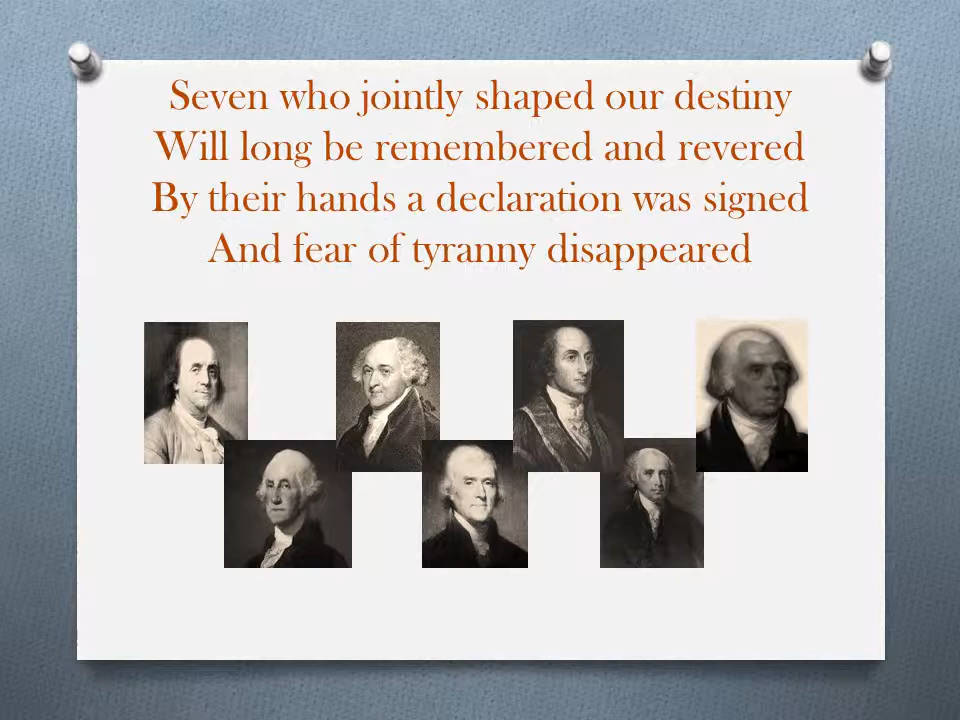 Seven who jointly shaped our destiny
Will long be remembered and revered
By their hands a declaration was signed
And fear of tyranny disappeared